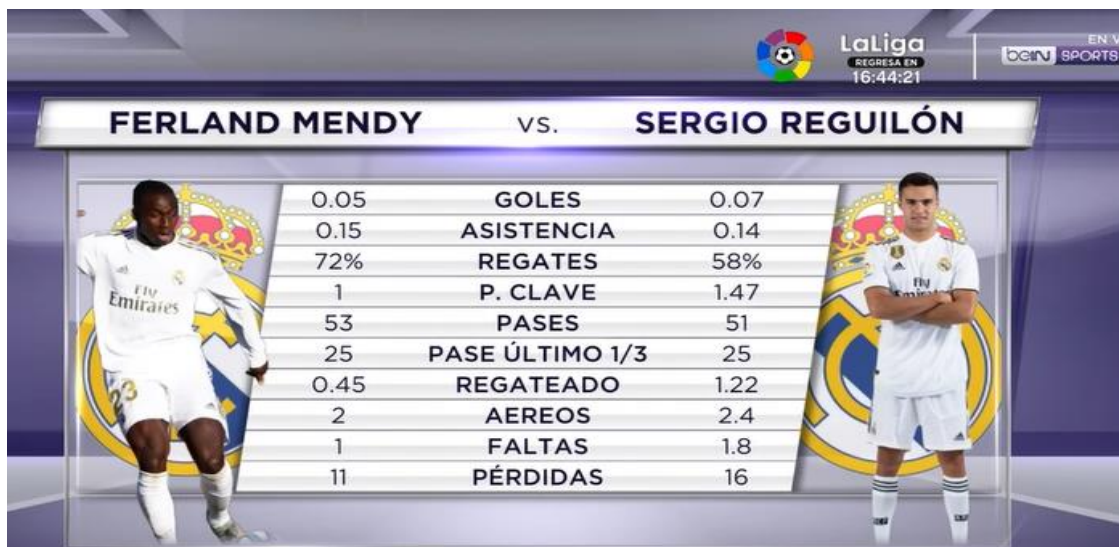 LaLiga
REGRESA EN
16:44:21
EN V
beIN SPORTS
FERLAND MENDY VS. SERGIO REGUILÓN
0.05 GOLES 0.07
0.15 ASISTENCIA 0.14
72% REGATES 58%
1 P. CLAVE 1.47
53 PASES 51
25 PASE ÚLTIMO 1/3 25
0.45 REGATEADO 1.22
2 AEREOS 2.4
1 FALTAS 1.8
11 PÉRDIDAS 16
Fly
Emirates
23
Fly